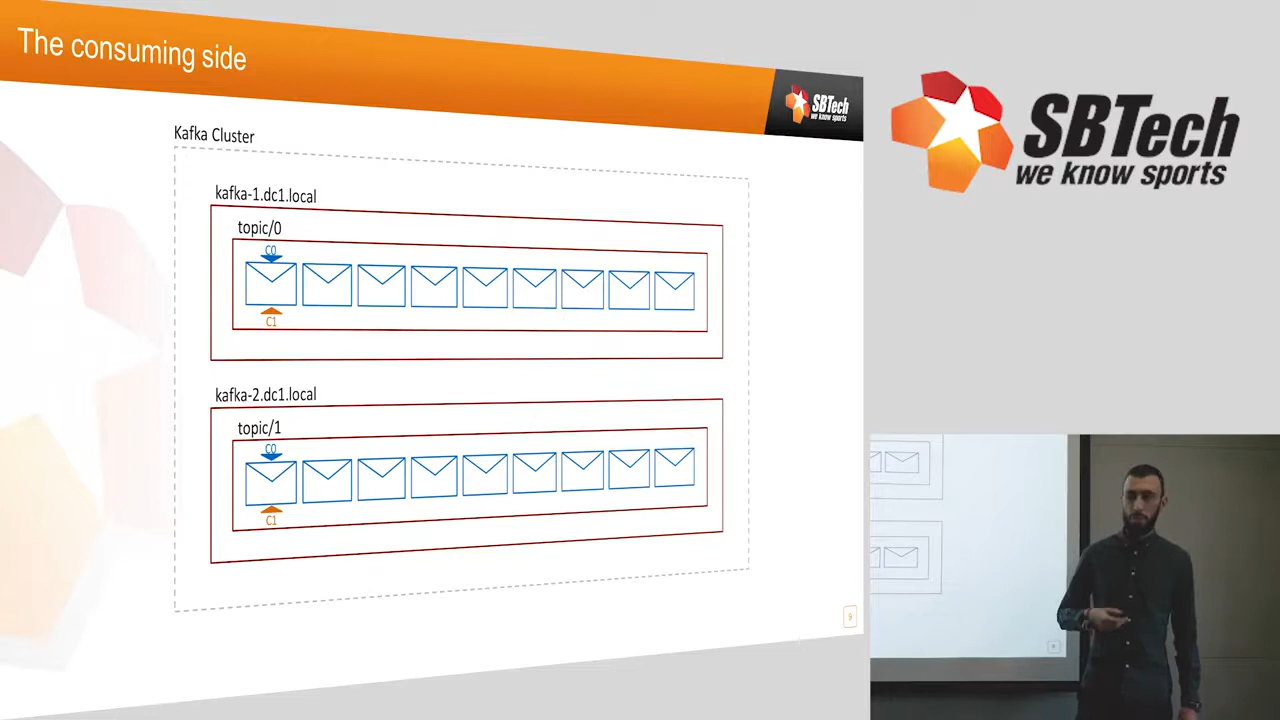 The consuming side
SBTech
we know sports
Kafka Cluster
kafka-1.dc1.local
topic/0
C0
C1
kafka-2.dc1.local
topic/1
C0
C1
9
SBTech
we know sports